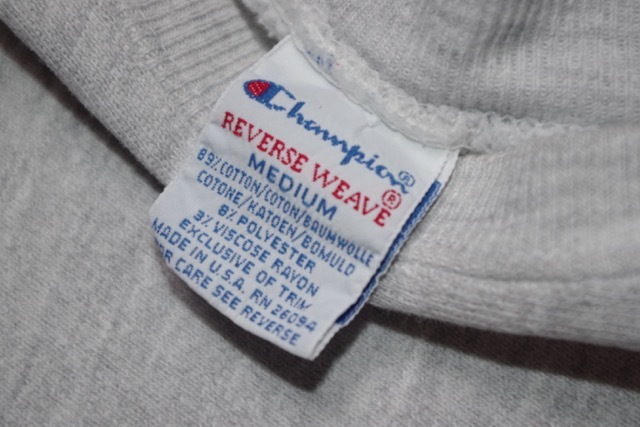 Champion®
REVERSE WEAVE®
MEDIUM
89% COTTON/COTON/BAUMWOLLE
COTONE/KATOEN/BOMULD
8% POLYESTER
3% VISCOSE RAYON
EXCLUSIVE OF TRIM
MADE IN U.S.A. RN 26094
FOR CARE SEE REVERSE